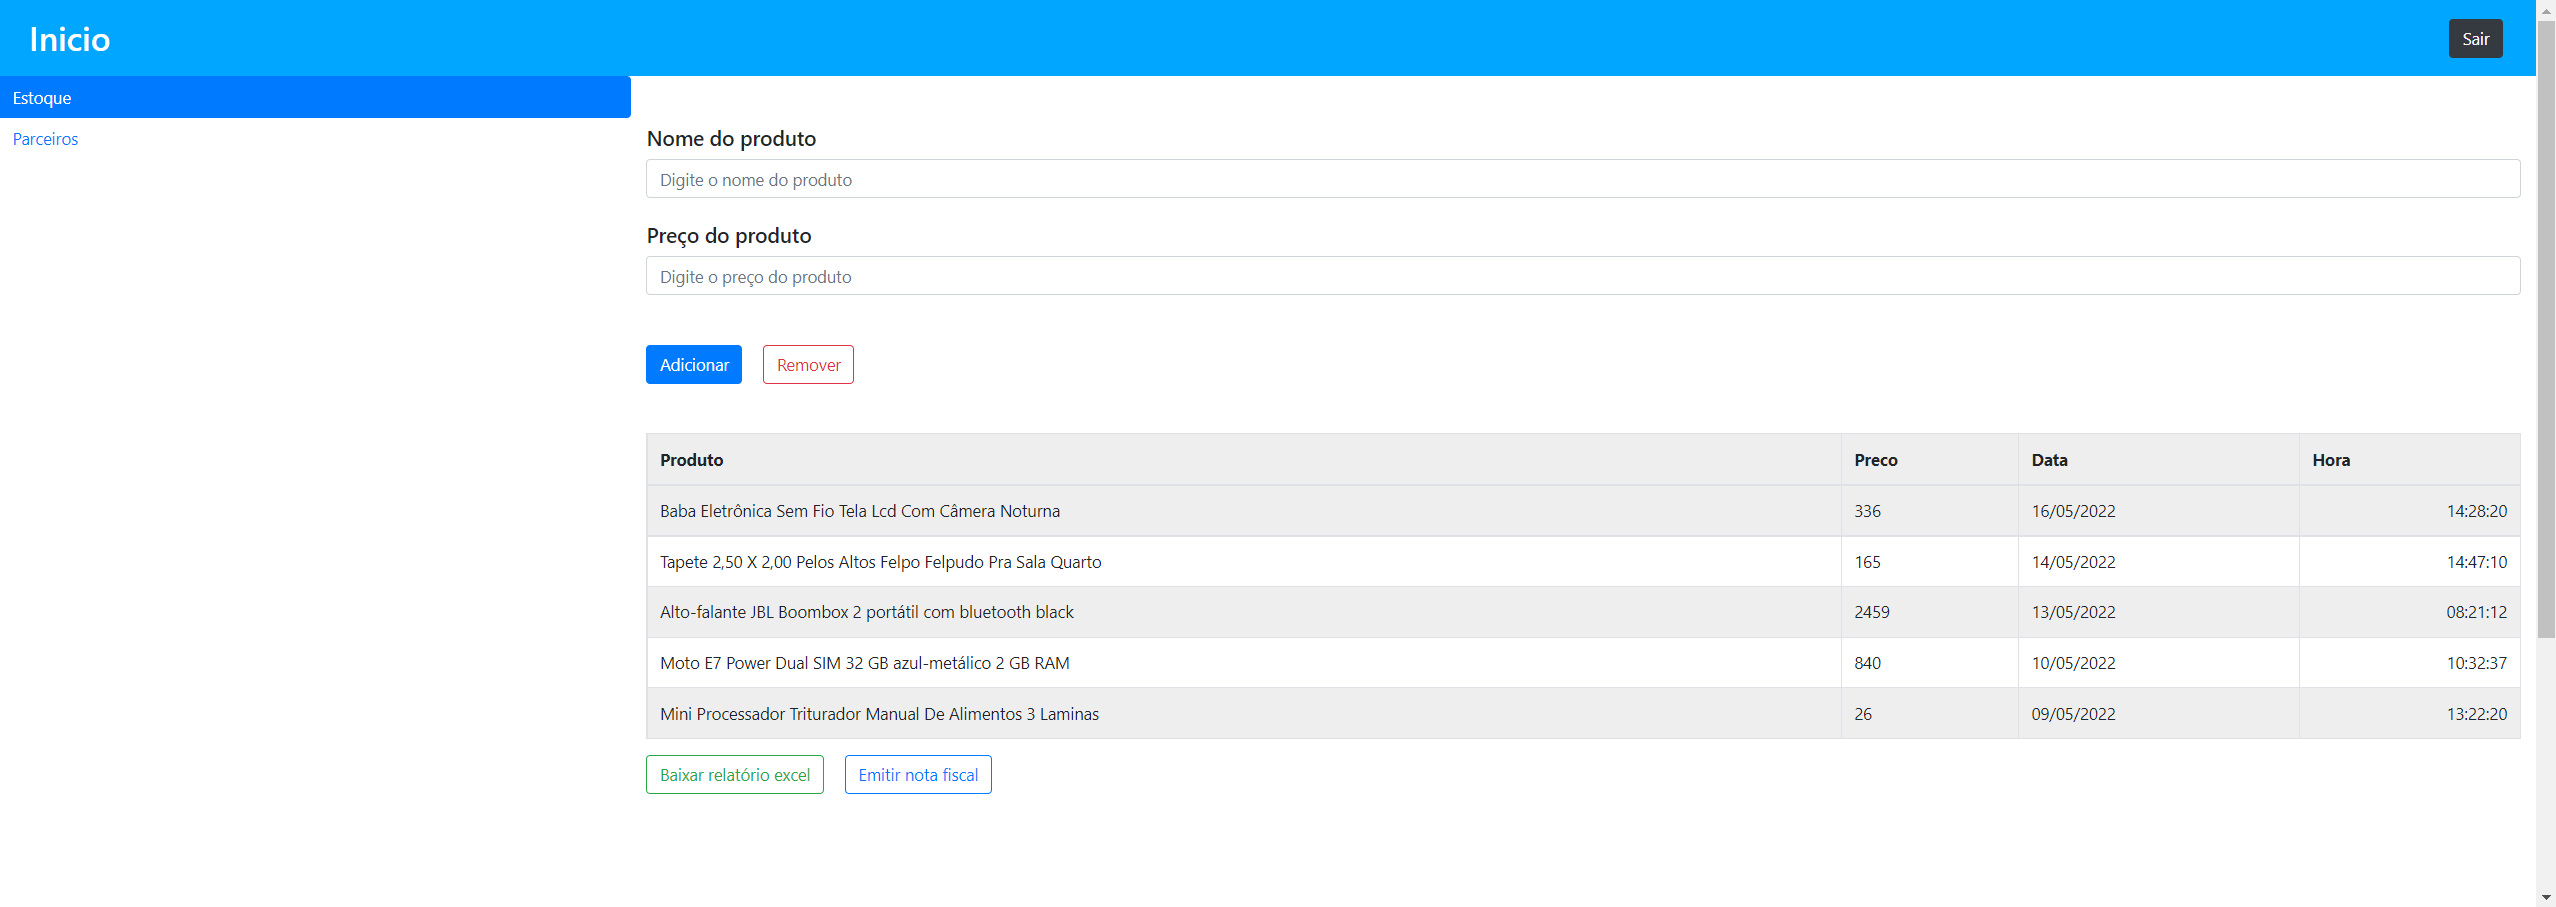 Inicio
Sair
Estoque
Parceiros
Nome do produto
Digite o nome do produto
Preço do produto
Digite o preço do produto
Adicionar Remover
Produto Preco Data Hora
Baba Eletrônica Sem Fio Tela Lcd Com Câmera Noturna 336 16/05/2022 14:28:20
Tapete 2,50 X 2,00 Pelos Altos Felpo Felpudo Pra Sala Quarto 165 14/05/2022 14:47:10
Alto-falante JBL Boombox 2 portátil com bluetooth black 2459 13/05/2022 08:21:12
Moto E7 Power Dual SIM 32 GB azul-metálico 2 GB RAM 840 10/05/2022 10:32:37
Mini Processador Triturador Manual De Alimentos 3 Laminas 26 09/05/2022 13:22:20
Baixar relatório excel Emitir nota fiscal